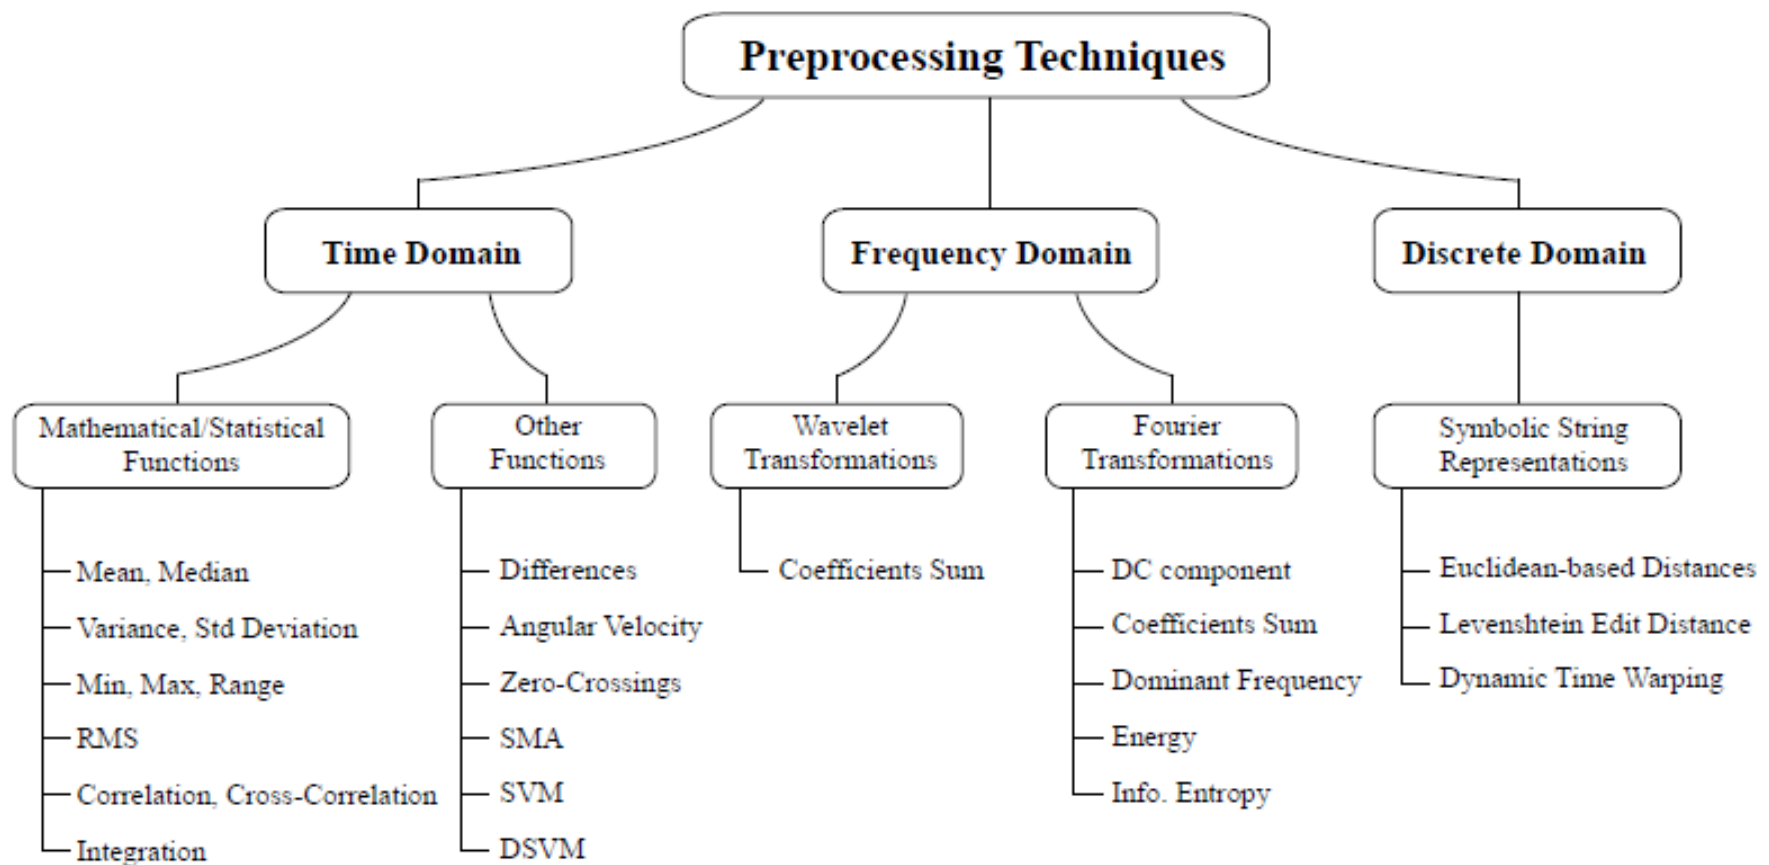 Preprocessing Techniques
Time Domain
Frequency Domain
Discrete Domain
Mathematical/Statistical
Functions
Other
Functions
Wavelet
Transformations
Fourier
Transformations
Symbolic String
Representations
Mean, Median
Variance, Std Deviation
Min, Max, Range
RMS
Correlation, Cross-Correlation
Integration
Differences
Angular Velocity
Zero-Crossings
SMA
SVM
DSVM
Coefficients Sum
DC component
Coefficients Sum
Dominant Frequency
Energy
Info. Entropy
Euclidean-based Distances
Levenshtein Edit Distance
Dynamic Time Warping